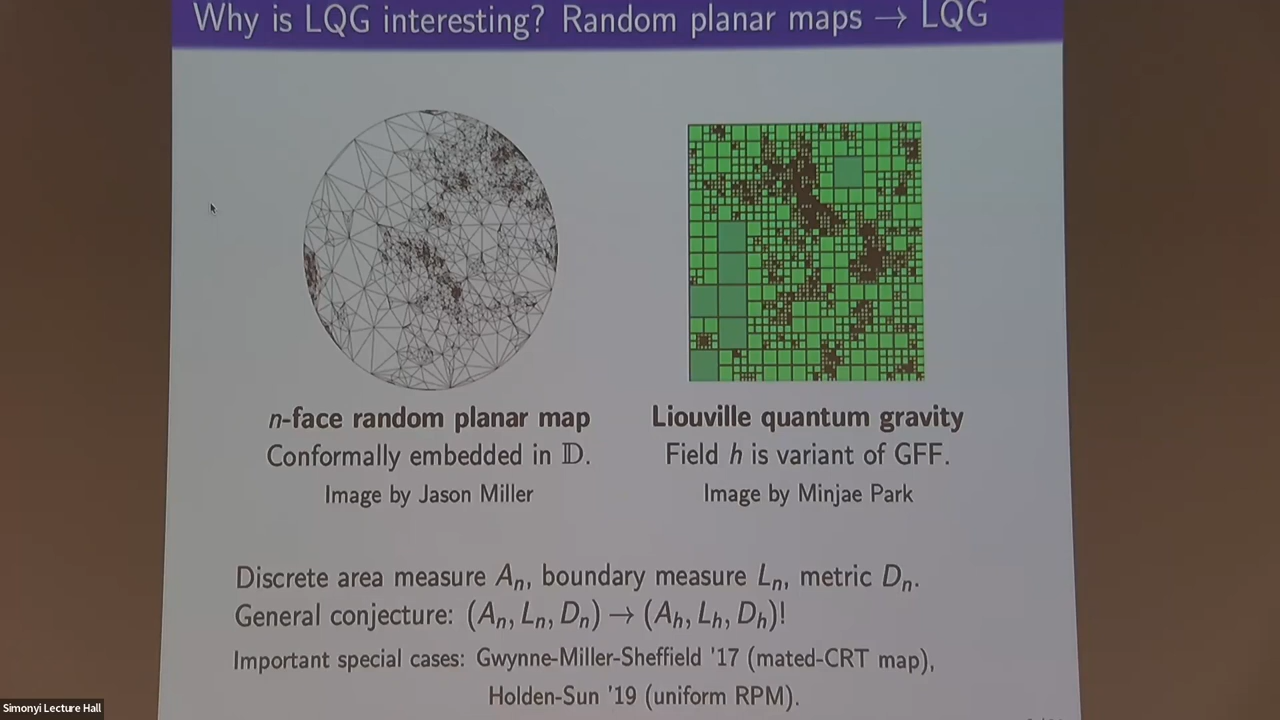 Why is LQG interesting? Random planar maps → LQG
n-face random planar map
Conformally embedded in 𝔻.
Image by Jason Miller
Liouville quantum gravity
Field h is variant of GFF.
Image by Minjae Park
Discrete area measure Aₙ, boundary measure Lₙ, metric Dₙ.
General conjecture: (Aₙ, Lₙ, Dₙ) → (Aₕ, Lₕ, Dₕ)!
Important special cases: Gwynne-Miller-Sheffield '17 (mated-CRT map),
Holden-Sun '19 (uniform RPM).
Simonyi Lecture Hall